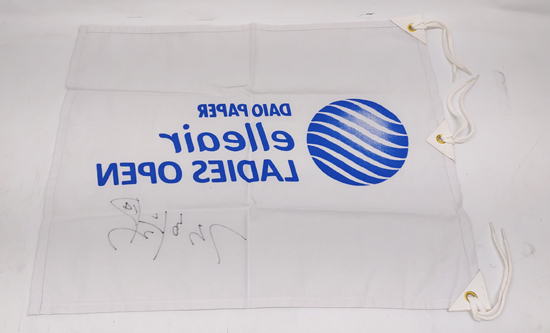 DAIO PAPER
elleair
LADIES OPEN